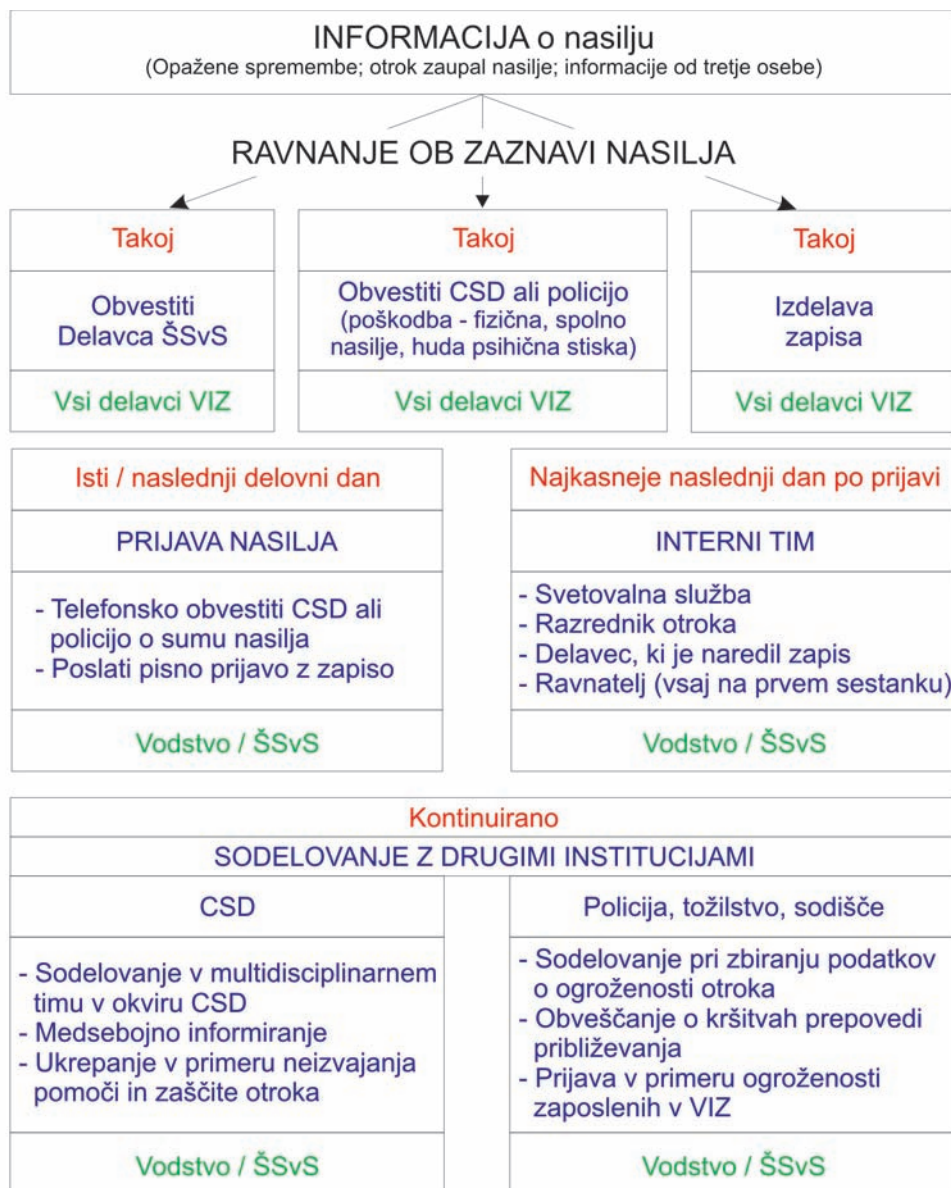 INFORMACIJA o nasilju
(Opažene spremembe; otrok zaupal nasilje; informacije od tretje osebe)
RAVNANJE OB ZAZNAVI NASILJA
Takoj
Obvestiti
Delavca ŠSvS
Vsi delavci VIZ
Takoj
Obvestiti CSD ali policijo
(poškodba - fizična, spolno
nasilje, huda psihična stiska)
Vsi delavci VIZ
Takoj
Izdelava
zapisa
Vsi delavci VIZ
Isti / naslednji delovni dan
PRIJAVA NASILJA
- Telefonsko obvestiti CSD ali
policijo o sumu nasilja
- Poslati pisno prijavo z zapiso
Vodstvo / ŠSvS
Najkasneje naslednji dan po prijavi
INTERNI TIM
- Svetovalna služba
- Razrednik otroka
- Delavec, ki je naredil zapis
- Ravnatelj (vsaj na prvem sestanku)
Vodstvo / ŠSvS
Kontinuirano
SODELOVANJE Z DRUGIMI INSTITUCIJAMI
CSD
- Sodelovanje v multidisciplinarnem
timu v okviru CSD
- Medsebojno informiranje
- Ukrepanje v primeru neizvajanja
pomoči in zaščite otroka
Vodstvo / ŠSvS
Policija, tožilstvo, sodišče
- Sodelovanje pri zbiranju podatkov
o ogroženosti otroka
- Obveščanje o kršitvah prepovedi
približevanja
- Prijava v primeru ogroženosti
zaposlenih v VIZ
Vodstvo / ŠSvS